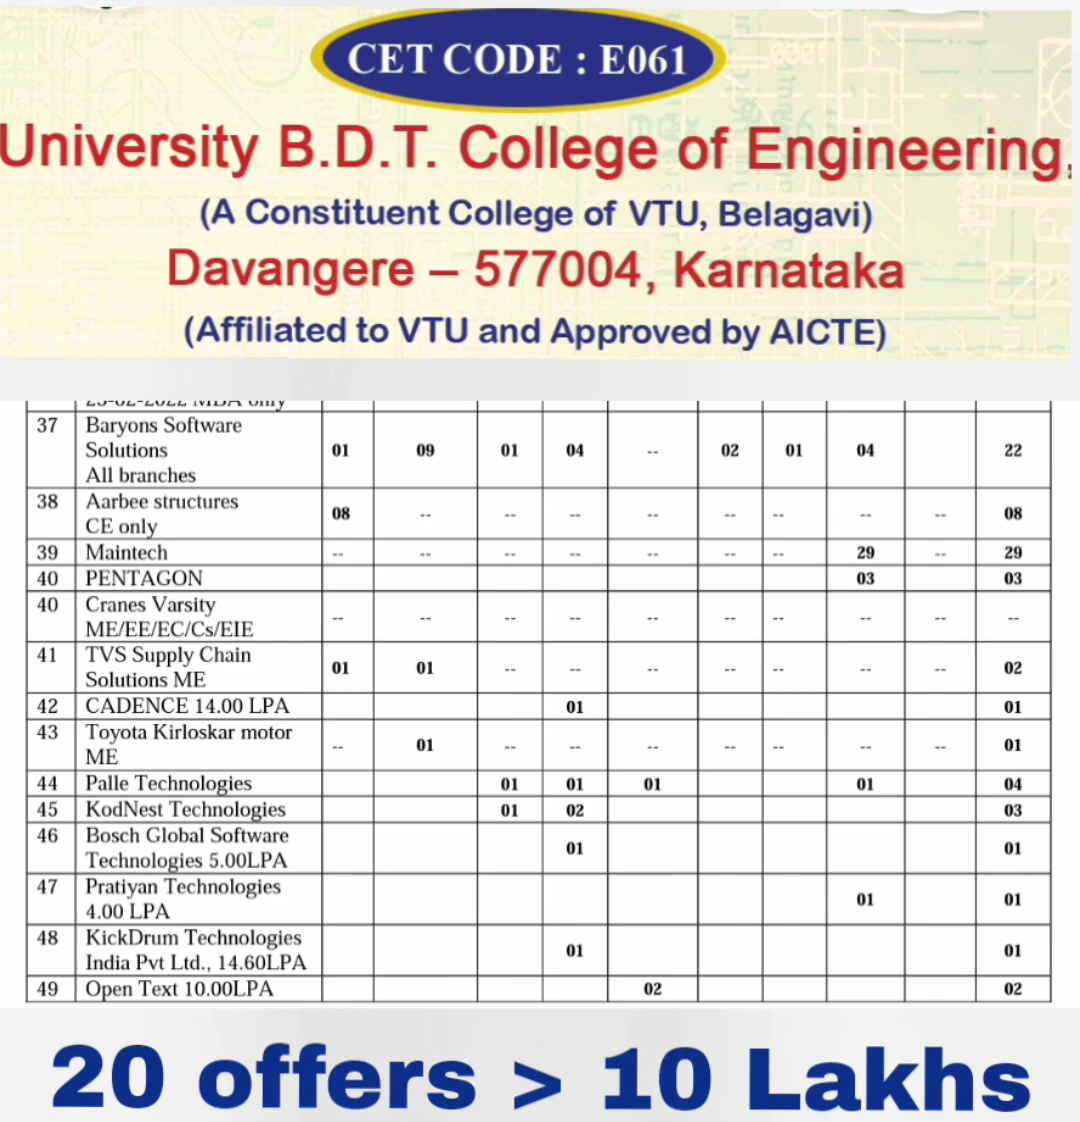 CET CODE : E061
University B.D.T. College of Engineering,
(A Constituent College of VTU, Belagavi)
Davangere – 577004, Karnataka
(Affiliated to VTU and Approved by AICTE)
23-02-2022 MBA only
37 Baryons Software
Solutions 01 09 01 04 -- 02 01 04 22
All branches
38 Aarbee structures
CE only 08 -- -- -- -- -- -- -- -- 08
39 Maintech -- -- -- -- -- -- -- 29 -- 29
40 PENTAGON 03 03
40 Cranes Varsity
ME/EE/EC/Cs/EIE -- -- -- -- -- -- -- -- -- --
41 TVS Supply Chain
Solutions ME 01 01 -- -- -- -- -- -- -- 02
42 CADENCE 14.00 LPA 01 01
43 Toyota Kirloskar motor
ME -- 01 -- -- -- -- -- -- -- 01
44 Palle Technologies 01 01 01 01 04
45 KodNest Technologies 01 02 03
46 Bosch Global Software
Technologies 5.00LPA 01 01
47 Pratiyan Technologies
4.00 LPA 01 01
48 KickDrum Technologies
India Pvt Ltd., 14.60LPA 01 01
49 Open Text 10.00LPA 02 02
20 offers > 10 Lakhs